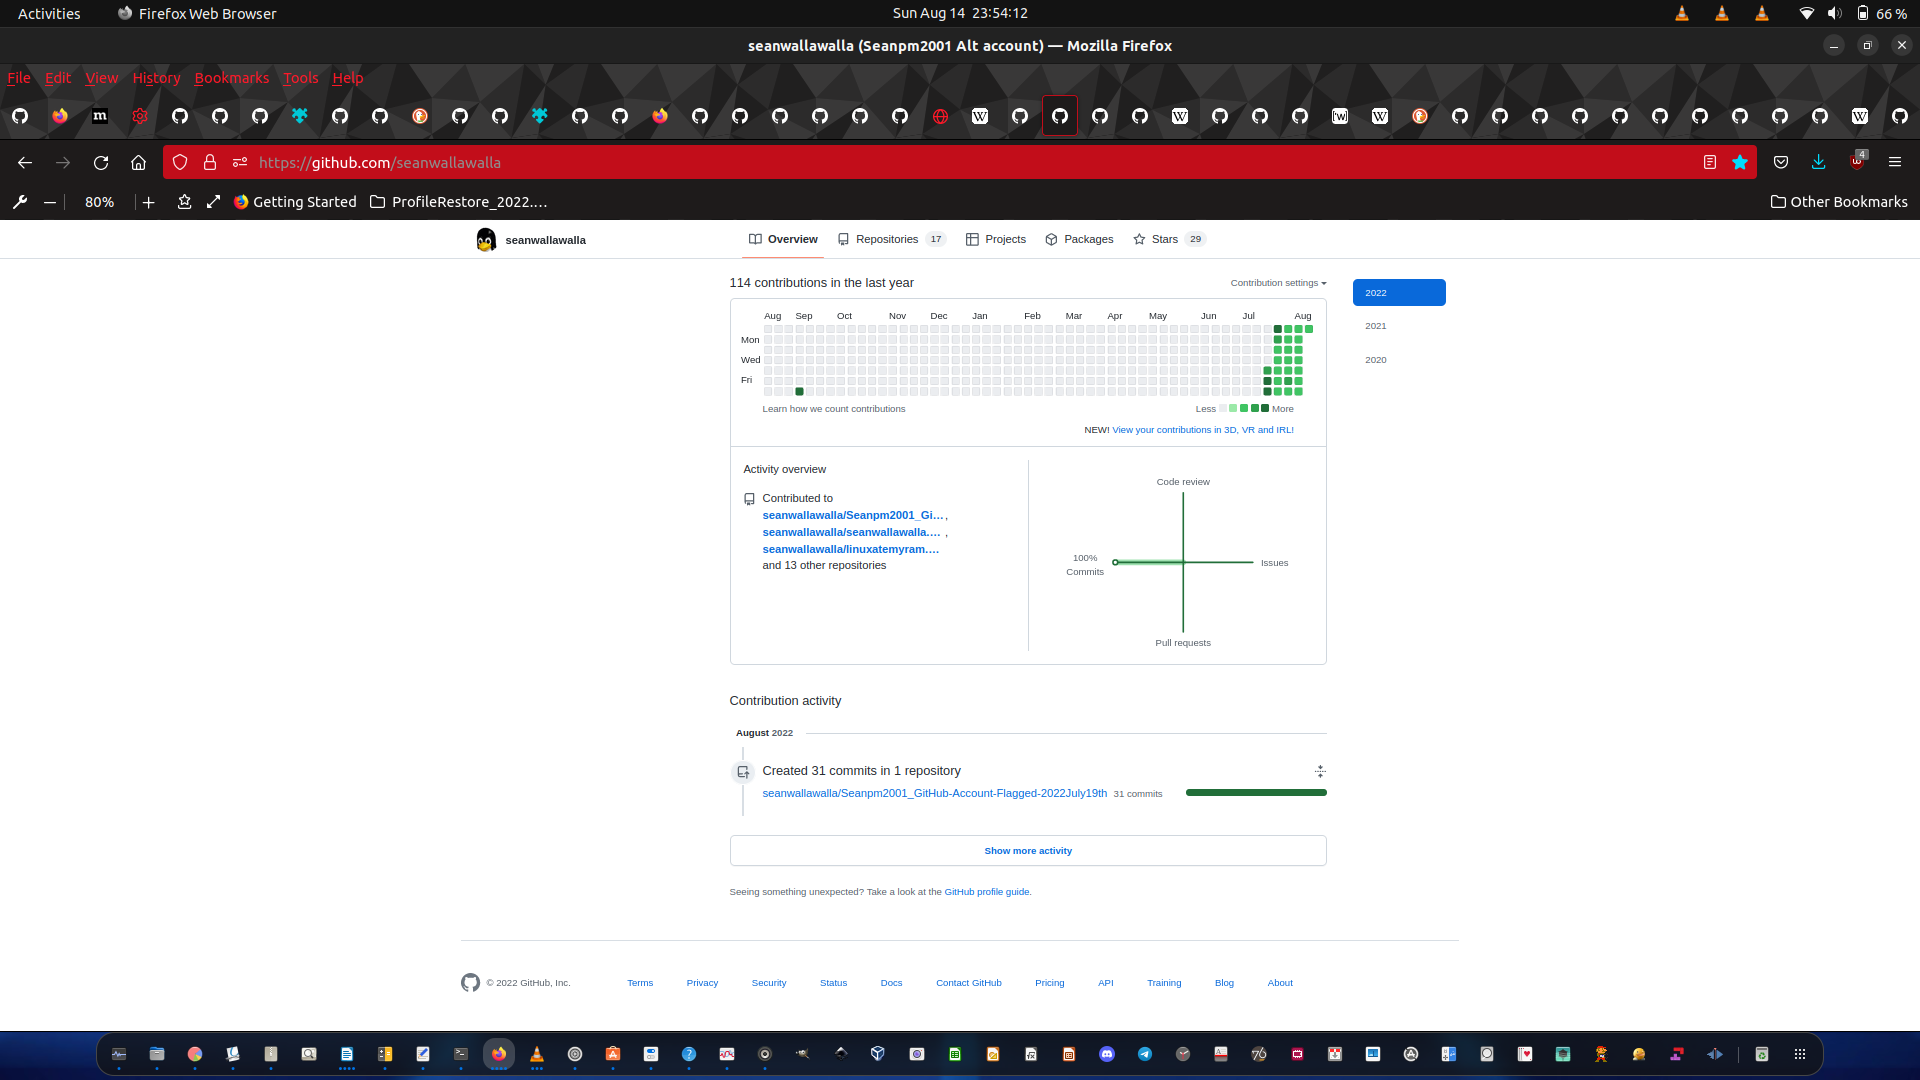 Activities
Firefox Web Browser
Sun Aug 14 23:54:12
66 %
seanwallawalla (Seanpm2001 Alt account) — Mozilla Firefox
File Edit View History Bookmarks Tools Help
https://github.com/seanwallawalla
4
80%
Getting Started
ProfileRestore_2022....
Other Bookmarks
seanwallawalla
Overview
Repositories 17
Projects
Packages
Stars 29
114 contributions in the last year
Contribution settings
2022
2021
2020
Aug Sep Oct Nov Dec Jan Feb Mar Apr May Jun Jul Aug
Mon
Wed
Fri
Learn how we count contributions
Less
More
NEW! View your contributions in 3D, VR and IRL!
Activity overview
Contributed to
seanwallawalla/Seanpm2001_Gi... ,
seanwallawalla/seanwallawalla.... ,
seanwallawalla/linuxatemyram....
and 13 other repositories
Code review
100%
Commits
Issues
Pull requests
Contribution activity
August 2022
Created 31 commits in 1 repository
seanwallawalla/Seanpm2001_GitHub-Account-Flagged-2022July19th 31 commits
Show more activity
Seeing something unexpected? Take a look at the GitHub profile guide.
© 2022 GitHub, Inc.
Terms
Privacy
Security
Status
Docs
Contact GitHub
Pricing
API
Training
Blog
About